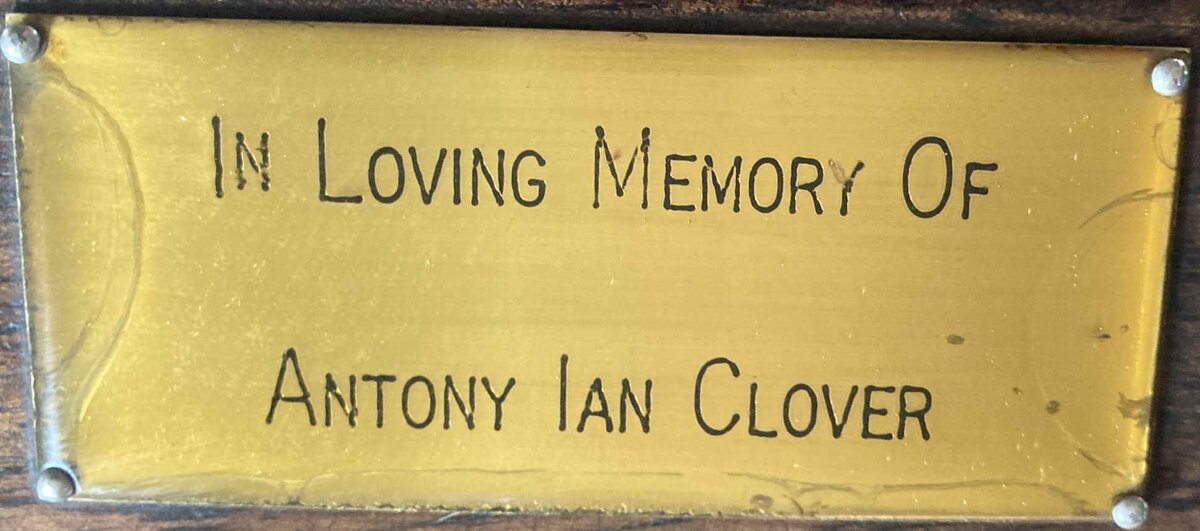 In Loving Memory Of
Antony Ian Clover